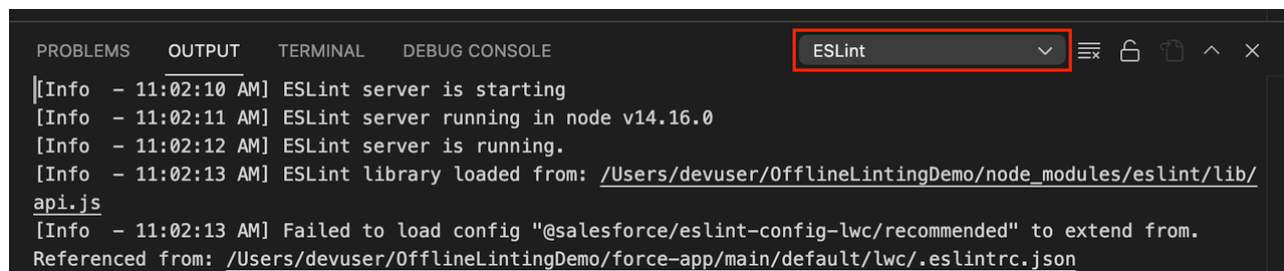 PROBLEMS OUTPUT TERMINAL DEBUG CONSOLE ESLint
[Info  - 11:02:10 AM] ESLint server is starting
[Info  - 11:02:11 AM] ESLint server running in node v14.16.0
[Info  - 11:02:12 AM] ESLint server is running.
[Info  - 11:02:13 AM] ESLint library loaded from: /Users/devuser/OfflineLintingDemo/node_modules/eslint/lib/
api.js
[Info  - 11:02:13 AM] Failed to load config "@salesforce/eslint-config-lwc/recommended" to extend from.
Referenced from: /Users/devuser/OfflineLintingDemo/force-app/main/default/lwc/.eslintrc.json